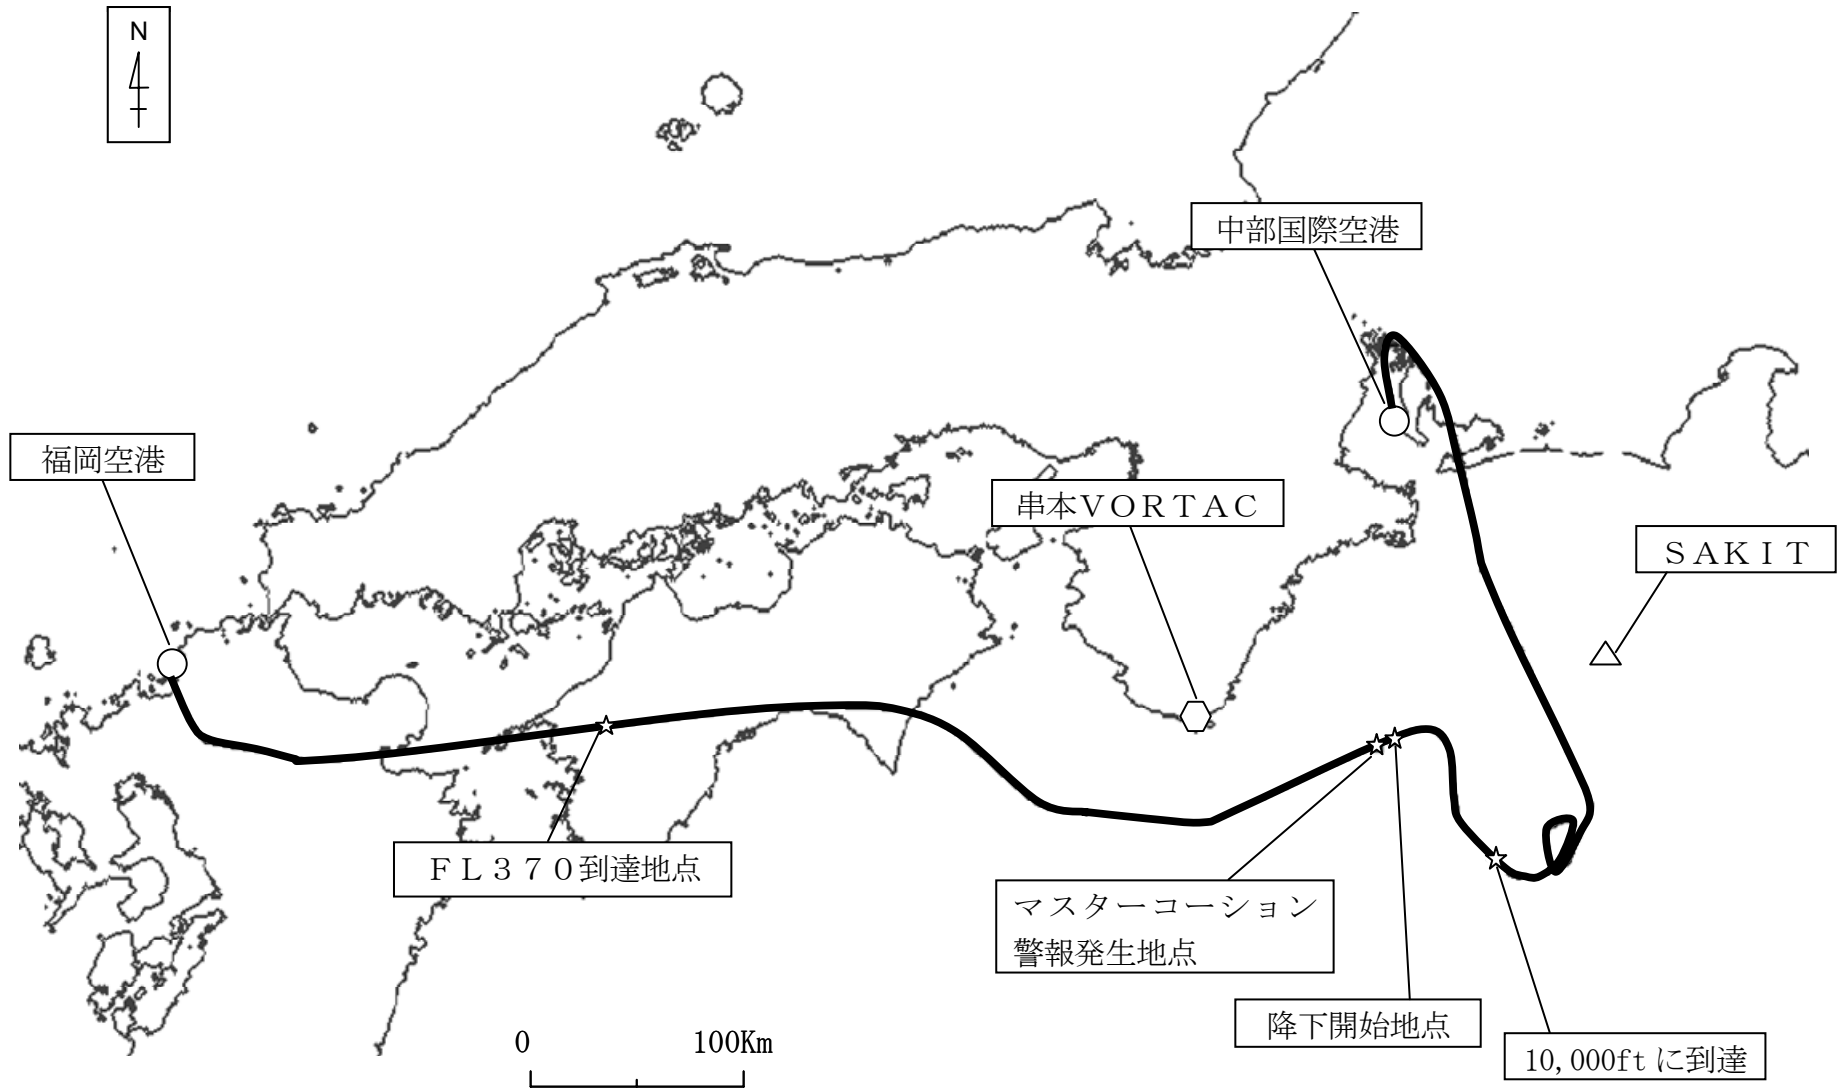 N
中部国際空港
福岡空港
串本VORTAC
SAKIT
FL370到達地点
マスターコーション
警報発生地点
降下開始地点
10,000ftに到達
0 100Km